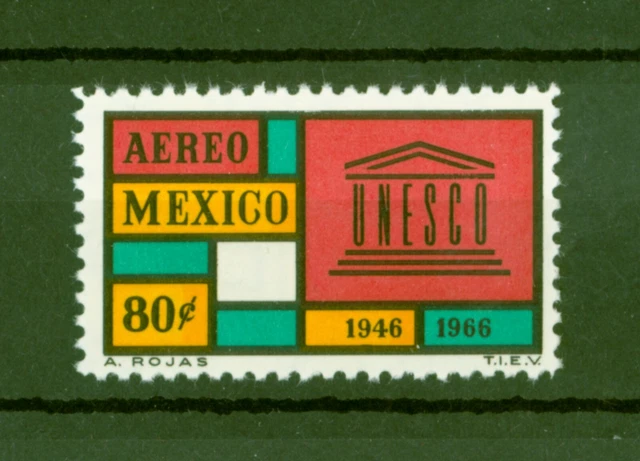 AEREO
MEXICO
80¢
UNESCO
1946 1966
A. ROJAS T.I.E.V.